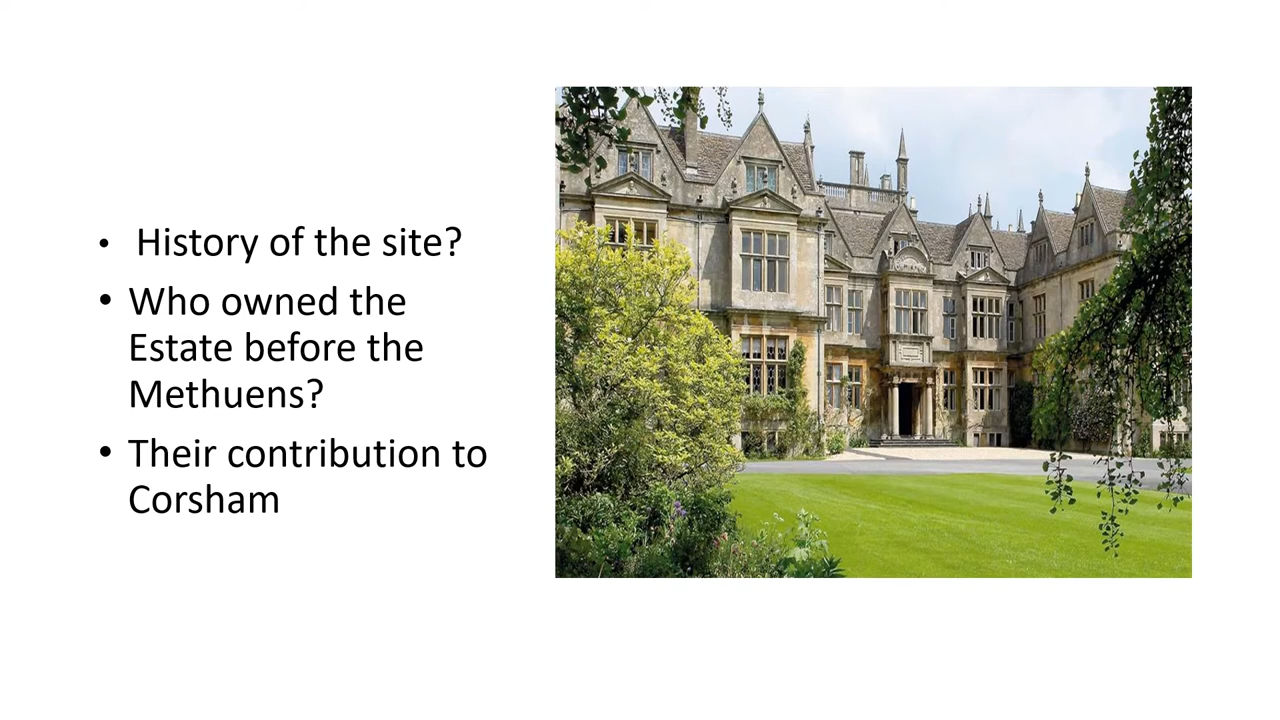 • History of the site?
• Who owned the
Estate before the
Methuens?
• Their contribution to
Corsham